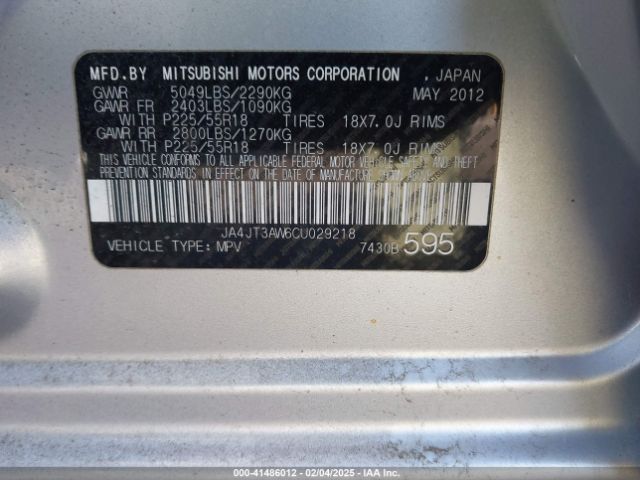 MFD.BY MITSUBISHI MOTORS CORPORATION . JAPAN
GVWR 5049LBS/2290KG MAY 2012
GAWR FR 2403LBS/1090KG
WITH P225/55R18 TIRES 18X7.0J RIMS
GAWR RR 2800LBS/1270KG
WITH P225/55R18 TIRES 18X7.0J RIMS
THIS VEHICLE CONFORMS TO ALL APPLICABLE FEDERAL MOTOR VEHICLE SAFETY AND THEFT
PREVENTION STANDARDS IN EFFECT ON THE DATE OF MANUFACTURE SHOWN ABOVE.
JA4JT3AW6CU029218
VEHICLE TYPE: MPV 7430B 595
000-41486012 - 02/04/2025 - IAA Inc.